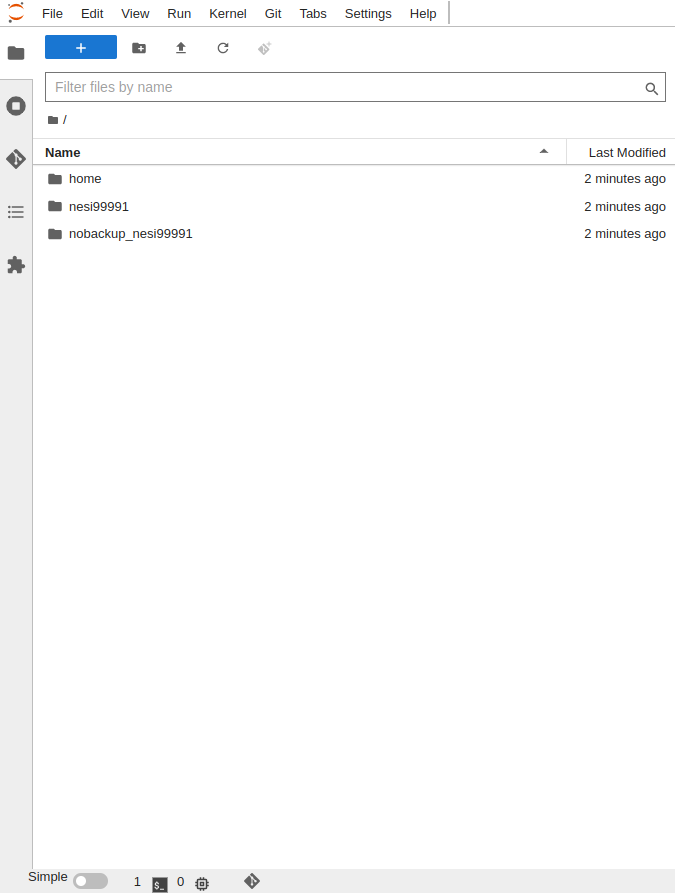 File Edit View Run Kernel Git Tabs Settings Help
Filter files by name
/
Name Last Modified
home 2 minutes ago
nesi99991 2 minutes ago
nobackup_nesi99991 2 minutes ago
Simple 1 $_ 0